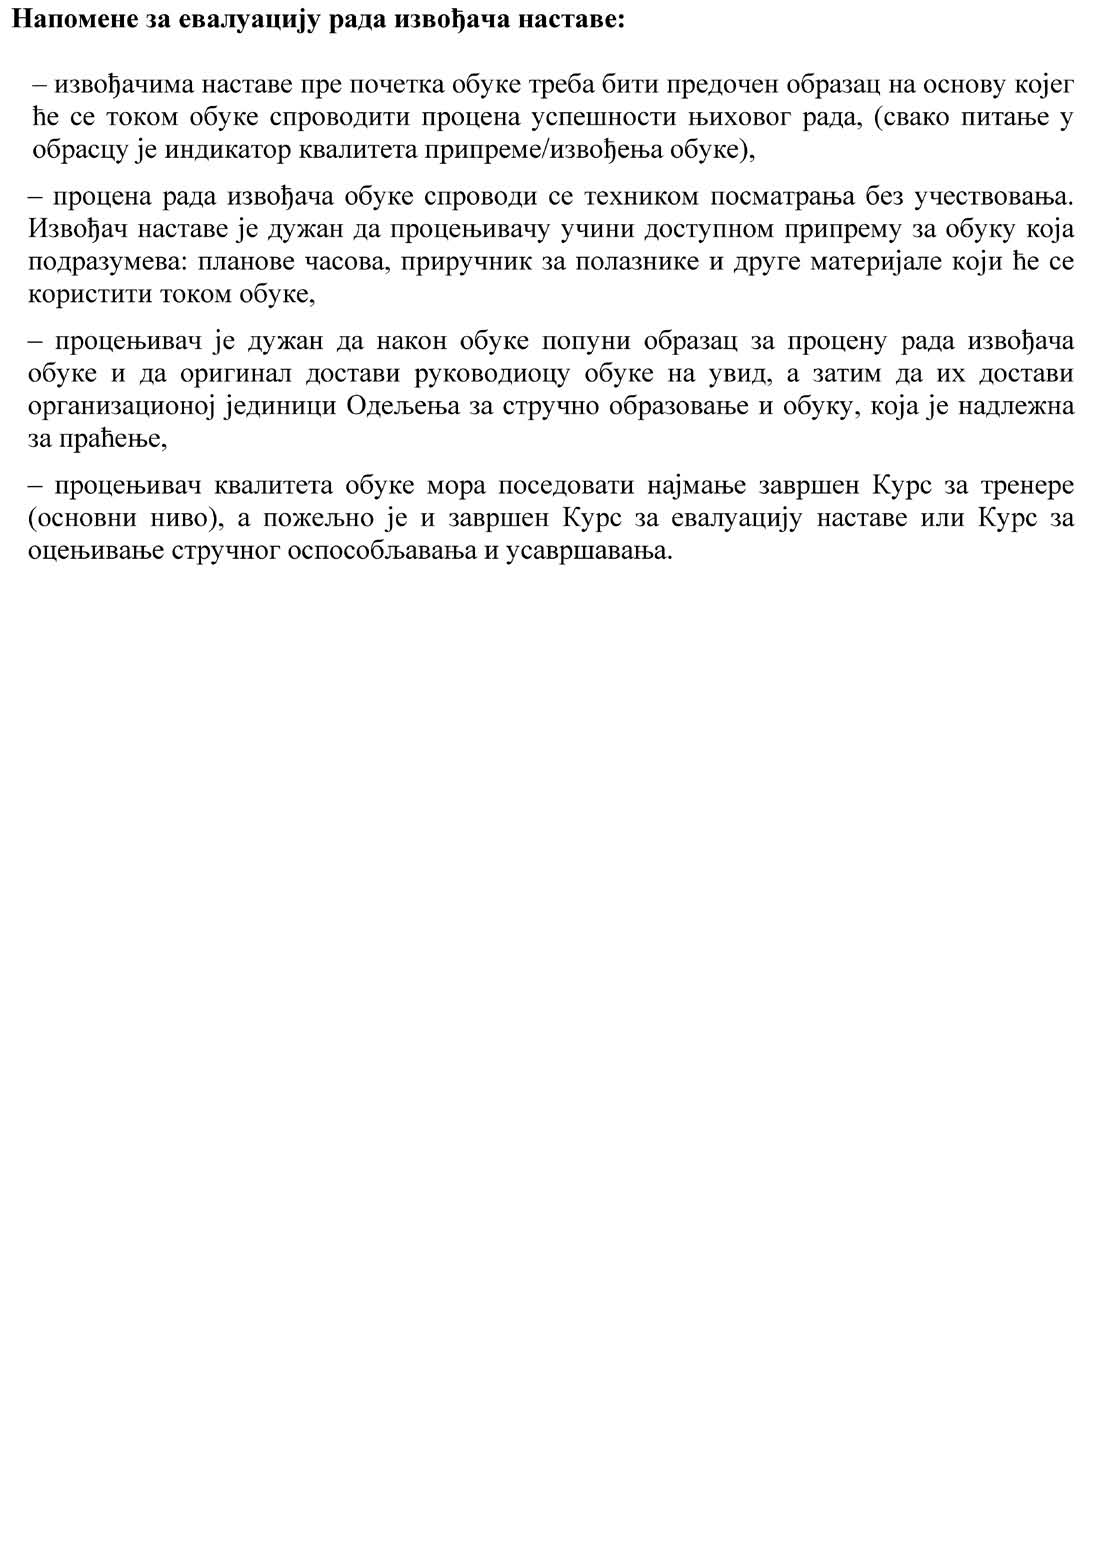 Напомене за евалуацију рада извођача наставе:
– извођачима наставе пре почетка обуке треба бити предочен образац на основу којег
ће се током обуке спроводити процена успешности њиховог рада, (свако питање у
обрасцу је индикатор квалитета припреме/извођења обуке),
– процена рада извођача обуке спроводи се техником посматрања без учествовања.
Извођач наставе је дужан да процењивачу учини доступном припрему за обуку која
подразумева: планове часова, приручник за полазнике и друге материјале који ће се
користити током обуке,
– процењивач је дужан да након обуке попуни образац за процену рада извођача
обуке и да оригинал достави руководиоцу обуке на увид, а затим да их достави
организационој јединици Одељења за стручно образовање и обуку, која је надлежна
за праћење,
– процењивач квалитета обуке мора поседовати најмање завршен Курс за тренере
(основни ниво), а пожељно је и завршен Курс за евалуацију наставе или Курс за
оцењивање стручног оспособљавања и усавршавања.